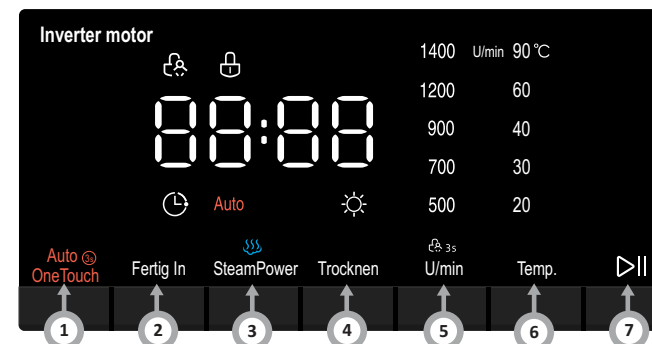 Inverter motor
1400 U/min 90 °C
1200 60
88:88
900 40
700 30
Auto
500 20
Auto 3s
OneTouch
Fertig In
SteamPower
Trocknen
3s
U/min
Temp.
1 2 3 4 5 6 7